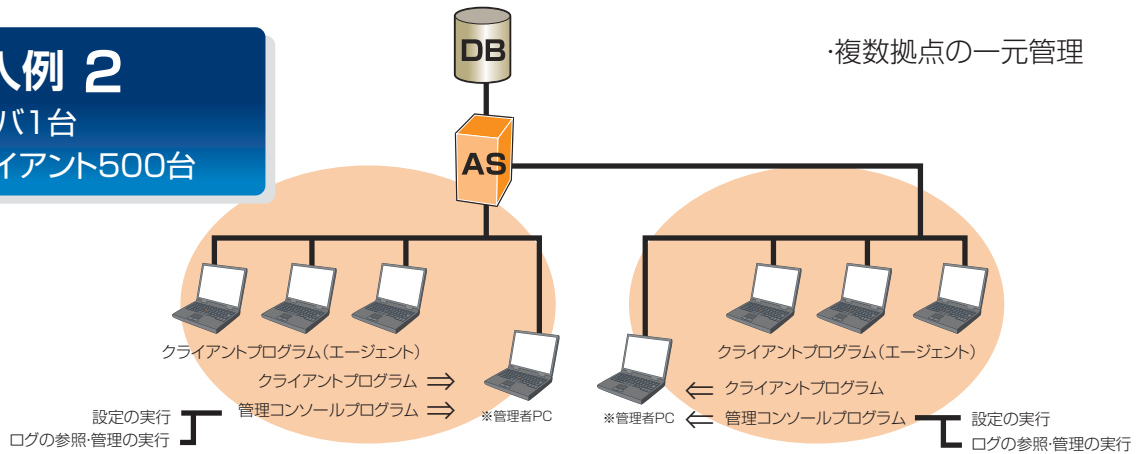 入例 2
バ1台
イアント500台
DB
･複数拠点の一元管理
AS
クライアントプログラム（エージェント）
クライアントプログラム ⇒
管理コンソールプログラム ⇒
※管理者PC
設定の実行
ログの参照･管理の実行
クライアントプログラム（エージェント）
⇐ クライアントプログラム
※管理者PC
⇐ 管理コンソールプログラム
設定の実行
ログの参照･管理の実行